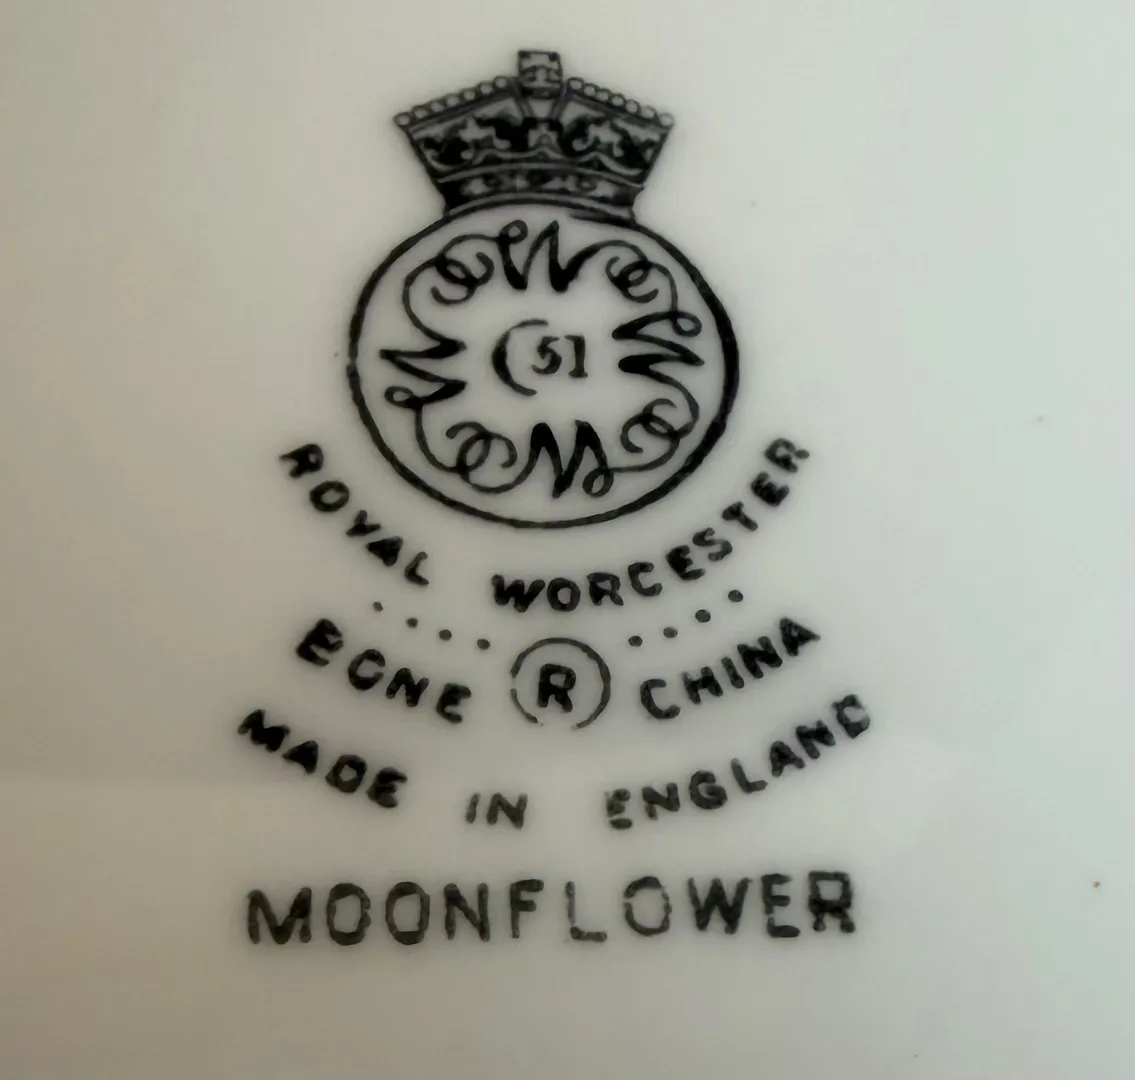 51
ROYAL WORCESTER
BONE ® CHINA
MADE IN ENGLAND
MOONFLOWER